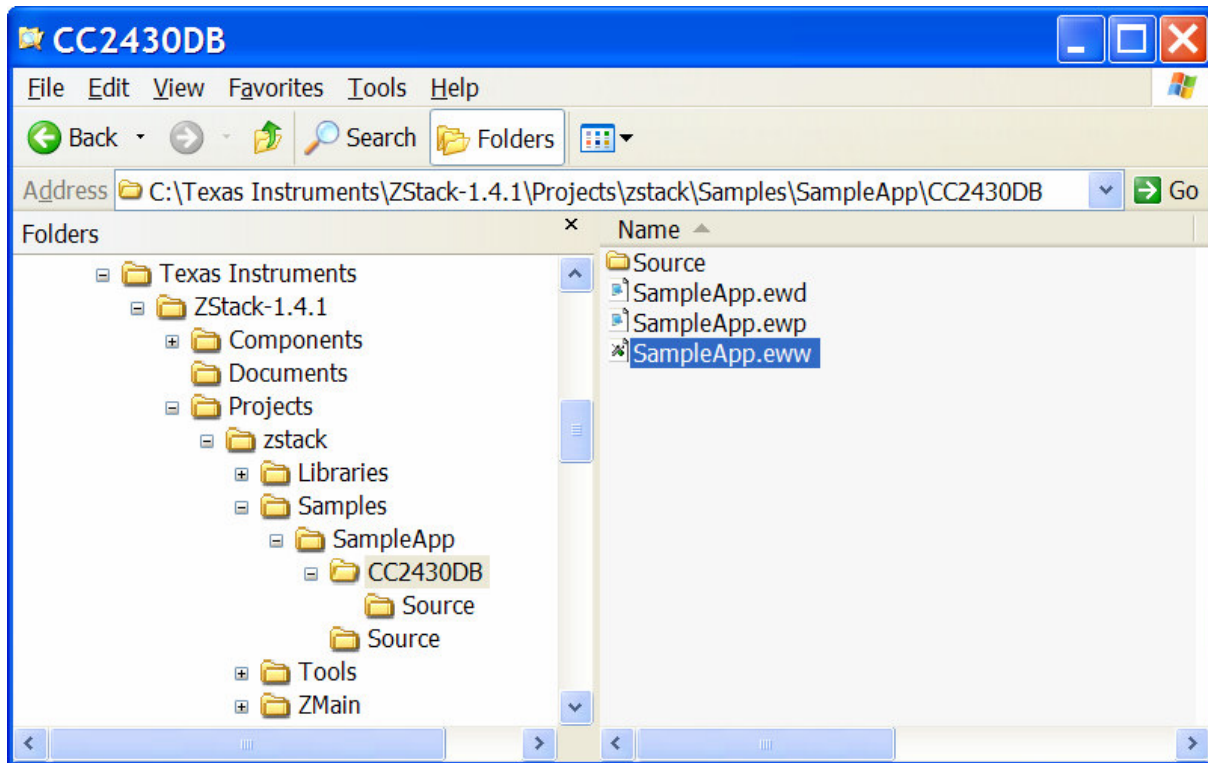 CC2430DB
File Edit View Favorites Tools Help
Back Search Folders
Address C:\Texas Instruments\ZStack-1.4.1\Projects\zstack\Samples\SampleApp\CC2430DB Go
Folders
Texas Instruments
ZStack-1.4.1
Components
Documents
Projects
zstack
Libraries
Samples
SampleApp
CC2430DB
Source
Source
Tools
ZMain
Name
Source
SampleApp.ewd
SampleApp.ewp
SampleApp.eww